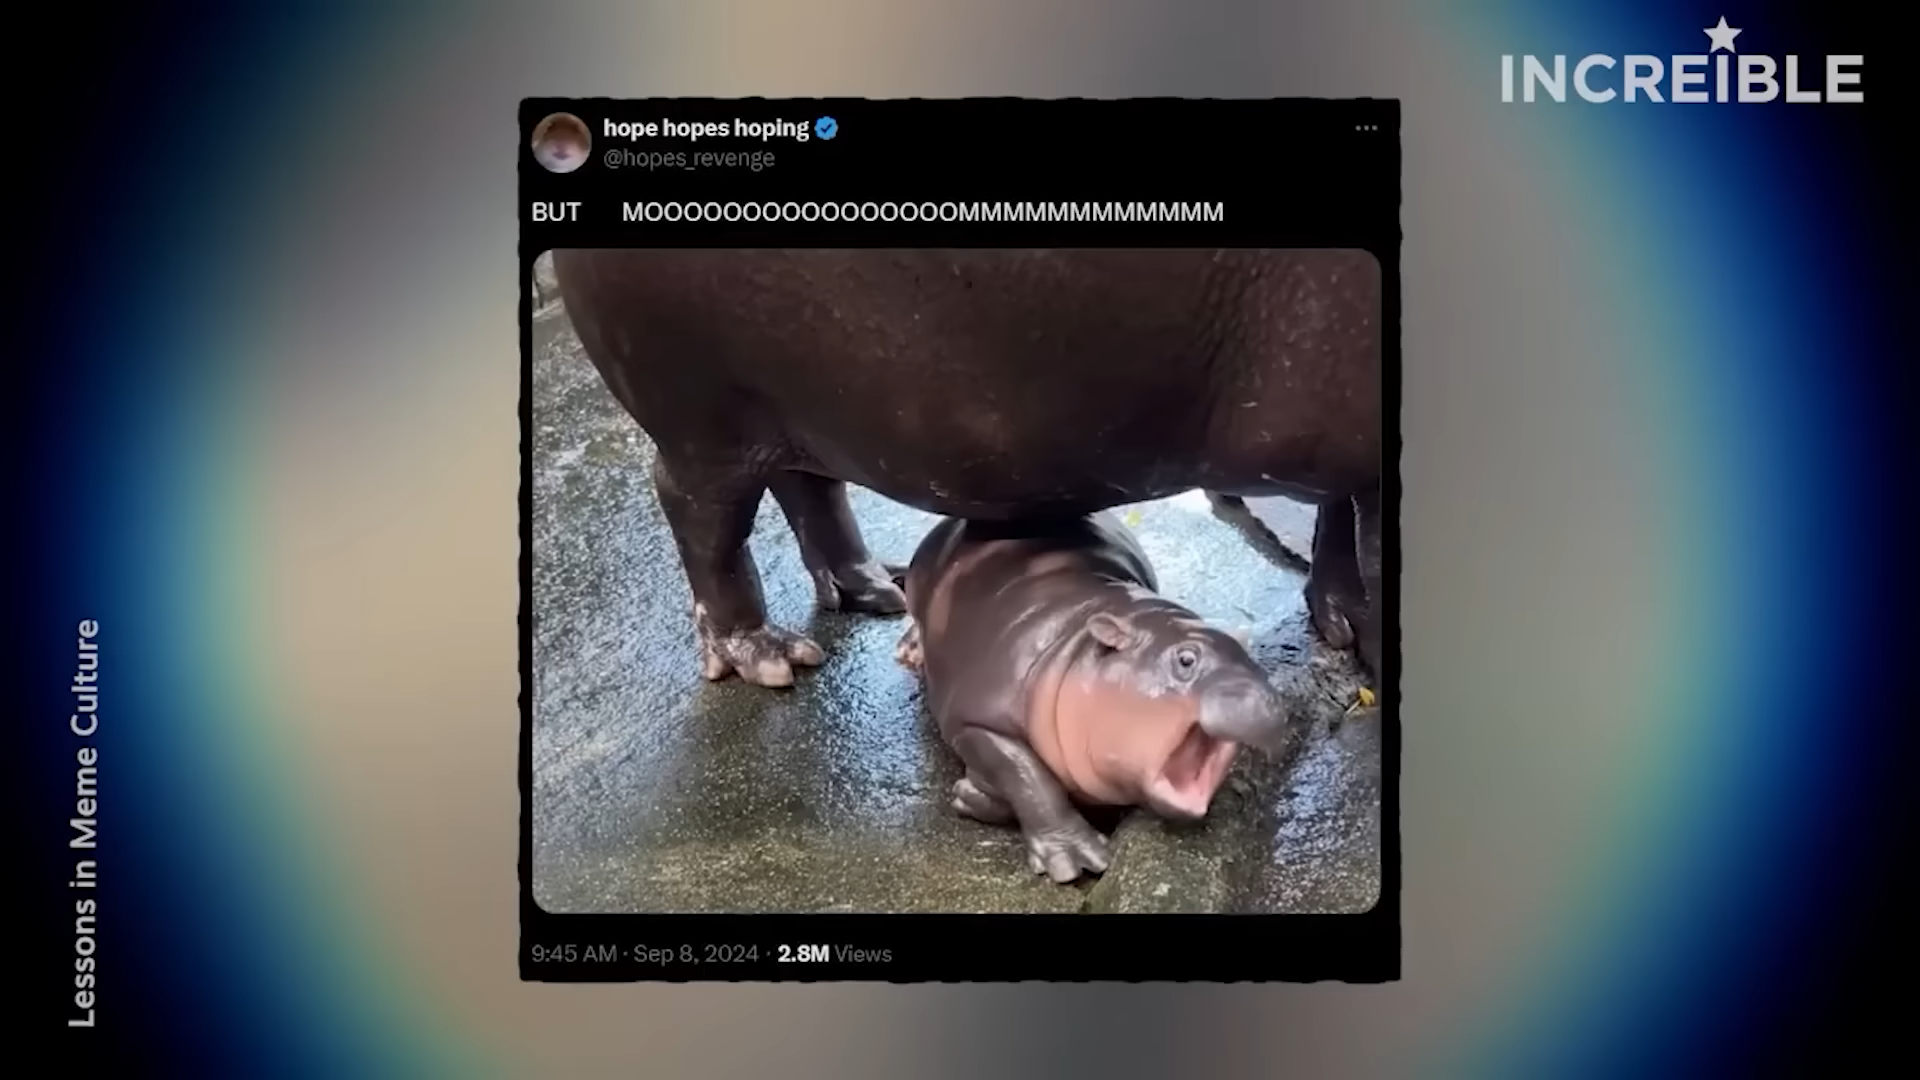 INCREÍBLE
hope hopes hoping
@hopes_revenge
BUT MOOOOOOOOOOOOOOOOMMMMMMMMMMMM
9:45 AM · Sep 8, 2024 · 2.8M Views
Lessons in Meme Culture